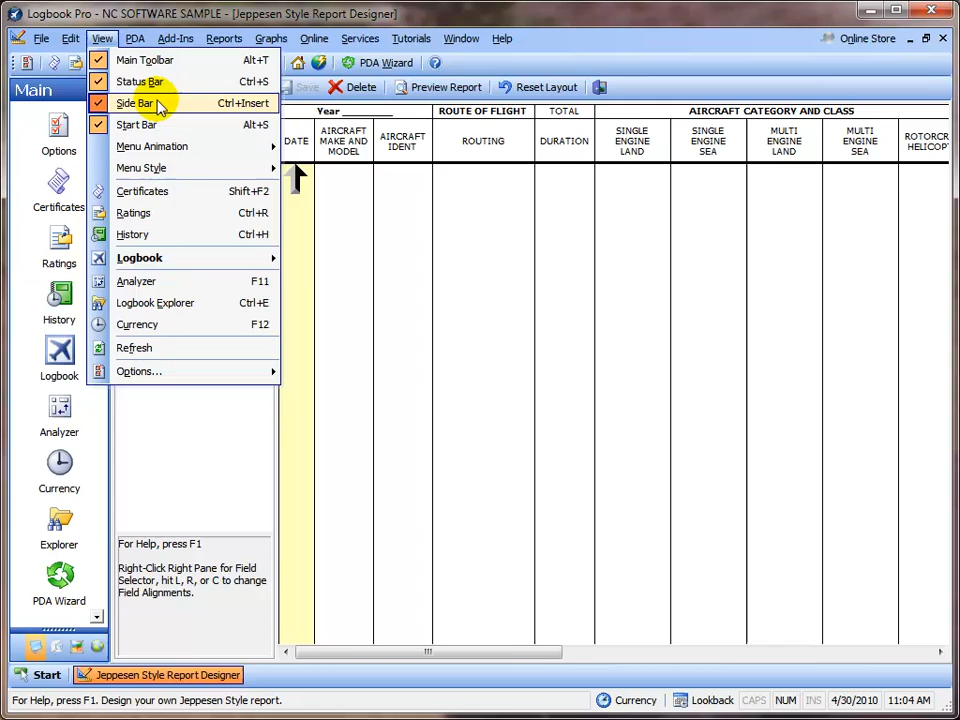 Logbook Pro - NC SOFTWARE SAMPLE - [Jeppesen Style Report Designer]
File Edit View PDA Add-Ins Reports Graphs Online Services Tutorials Window Help Online Store
PDA Wizard
Main
Save Delete Preview Report Reset Layout
Main Toolbar Alt+T
Status Bar Ctrl+S
Side Bar Ctrl+Insert
Start Bar Alt+S
Menu Animation
Menu Style
Certificates Shift+F2
Ratings Ctrl+R
History Ctrl+H
Logbook
Analyzer F11
Logbook Explorer Ctrl+E
Currency F12
Refresh
Options...
Options
Certificates
Ratings
History
Logbook
Analyzer
Currency
Explorer
PDA Wizard
Year ROUTE OF FLIGHT TOTAL AIRCRAFT CATEGORY AND CLASS
DATE
AIRCRAFT
MAKE AND
MODEL
AIRCRAFT
IDENT
ROUTING
DURATION
SINGLE
ENGINE
LAND
SINGLE
ENGINE
SEA
MULTI
ENGINE
LAND
MULTI
ENGINE
SEA
ROTORCR
HELICOP
For Help, press F1
Right-Click Right Pane for Field
Selector, hit L, R, or C to change
Field Alignments.
Start Jeppesen Style Report Designer
For Help, press F1. Design your own Jeppesen Style report. Currency Lookback CAPS NUM INS 4/30/2010 11:04 AM